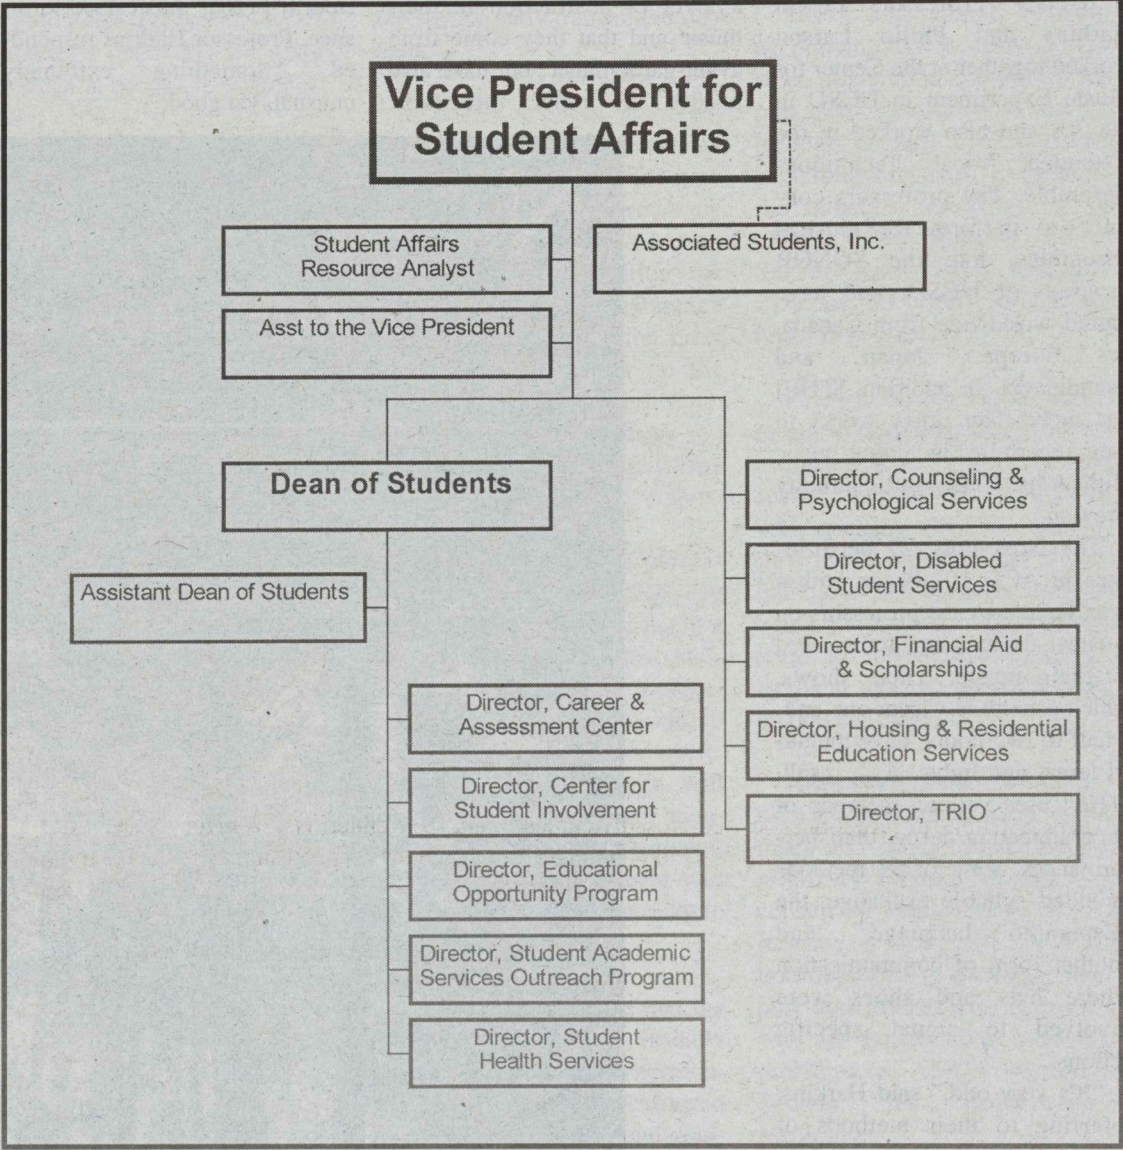 Vice President for
Student Affairs
Student Affairs
Resource Analyst
Associated Students, Inc.
Asst to the Vice President
Dean of Students
Assistant Dean of Students
Director, Career &
Assessment Center
Director, Center for
Student Involvement
Director, Educational
Opportunity Program
Director, Student Academic
Services Outreach Program
Director, Student
Health Services
Director, Counseling &
Psychological Services
Director, Disabled
Student Services
Director, Financial Aid
& Scholarships
Director, Housing & Residential
Education Services
Director, TRIO